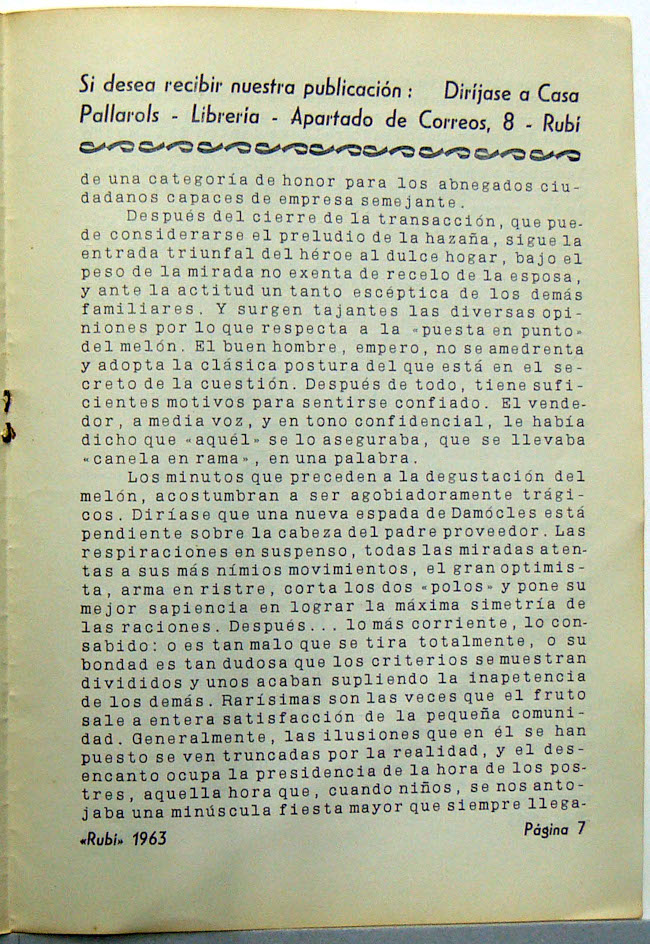 Si desea recibir nuestra publicación : Diríjase a Casa
Pallarols - Librería - Apartado de Correos, 8 - Rubí
de una categoría de honor para los abnegados ciu-
dadanos capaces de empresa semejante.
Después del cierre de la transacción, que pue-
de considerarse el preludio de la hazaña, sigue la
entrada triunfal del héroe al dulce hogar, bajo el
peso de la mirada no exenta de recelo de la esposa,
y ante la actitud un tanto escéptica de los demás
familiares. Y surgen tajantes las diversas opi-
niones por lo que respecta a la «puesta en punto»
del melón. El buen hombre, empero, no se amedrenta
y adopta la clásica postura del que está en el se-
creto de la cuestión. Después de todo, tiene sufi-
cientes motivos para sentirse confiado. El vende-
dor, a media voz, y en tono confidencial, le había
dicho que «aquél» se lo aseguraba, que se llevaba
«canela en rama», en una palabra.
Los minutos que preceden a la degustación del
melón, acostumbran a ser agobiadoramente trági-
cos. Diríase que una nueva espada de Damócles está
pendiente sobre la cabeza del padre proveedor. Las
respiraciones en suspenso, todas las miradas aten-
tas a sus más nímios movimientos, el gran optimis-
ta, arma en ristre, corta los dos «polos» y pone su
mejor sapiencia en lograr la máxima simetría de
las raciones. Después... lo más corriente, lo con-
sabido: o es tan malo que se tira totalmente, o su
bondad es tan dudosa que los criterios se muestran
divididos y unos acaban supliendo la inapetencia
de los demás. Rarísimas son las veces que el fruto
sale a entera satisfacción de la pequeña comuni-
dad. Generalmente, las ilusiones que en él se han
puesto se ven truncadas por la realidad, y el des-
encanto ocupa la presidencia de la hora de los pos-
tres, aquella hora que, cuando niños, se nos anto-
jaba una minúscula fiesta mayor que siempre llega-
«Rubí» 1963
Página 7